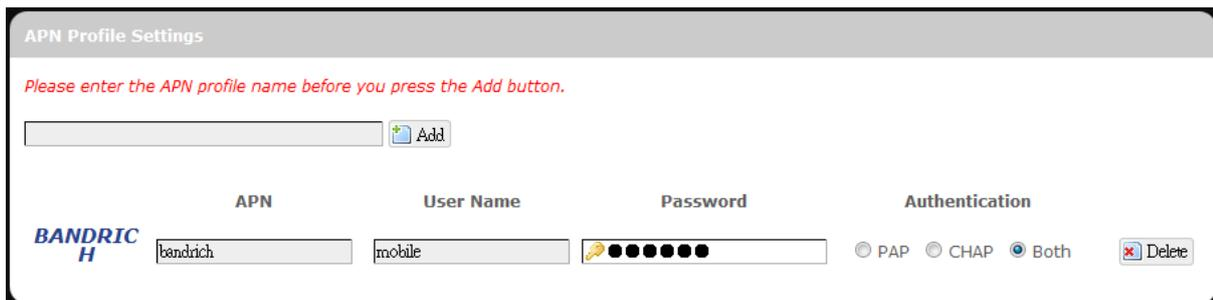 APN Profile Settings
Please enter the APN profile name before you press the Add button.
Add
APN User Name Password Authentication
BANDRIC
H
bandrich mobile ●●●●●● PAP CHAP Both Delete